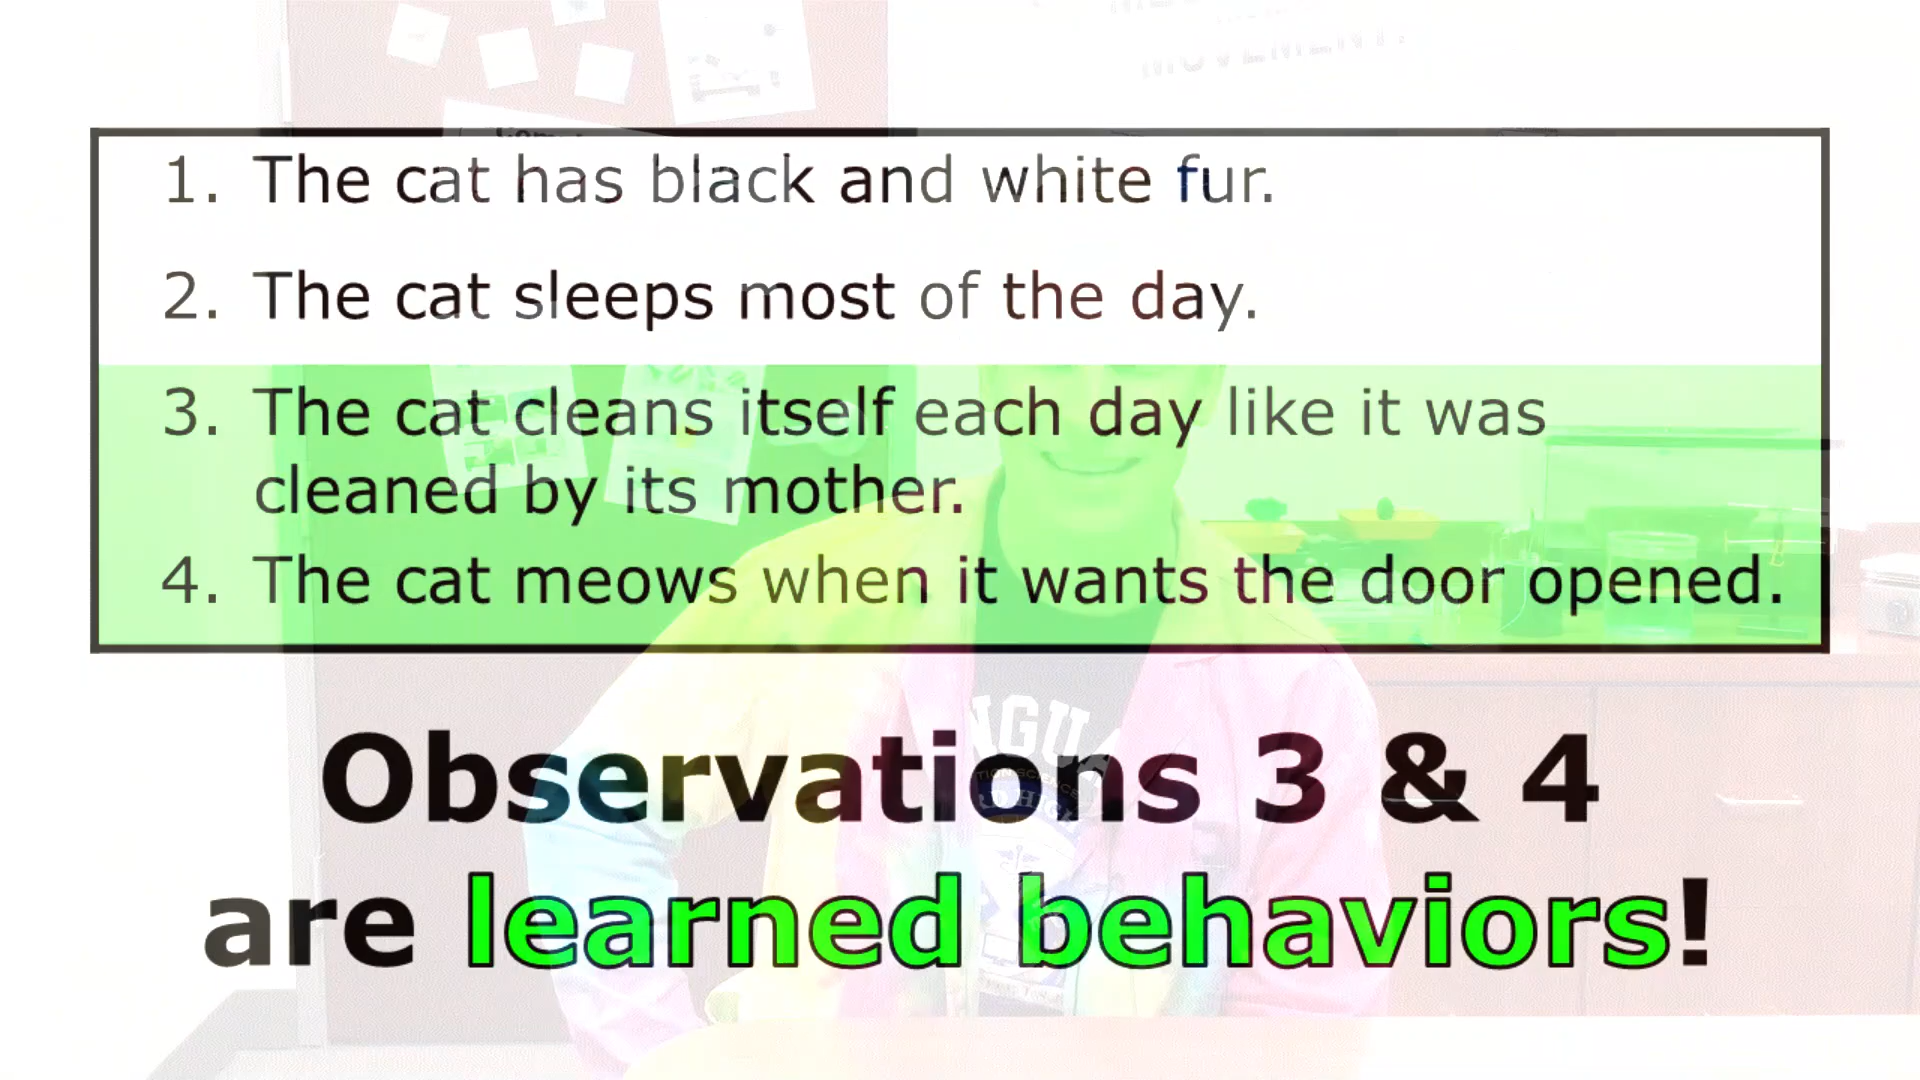 1. The cat has black and white fur.
2. The cat sleeps most of the day.
3. The cat cleans itself each day like it was
cleaned by its mother.
4. The cat meows when it wants the door opened.
Observations 3 & 4
are learned behaviors!